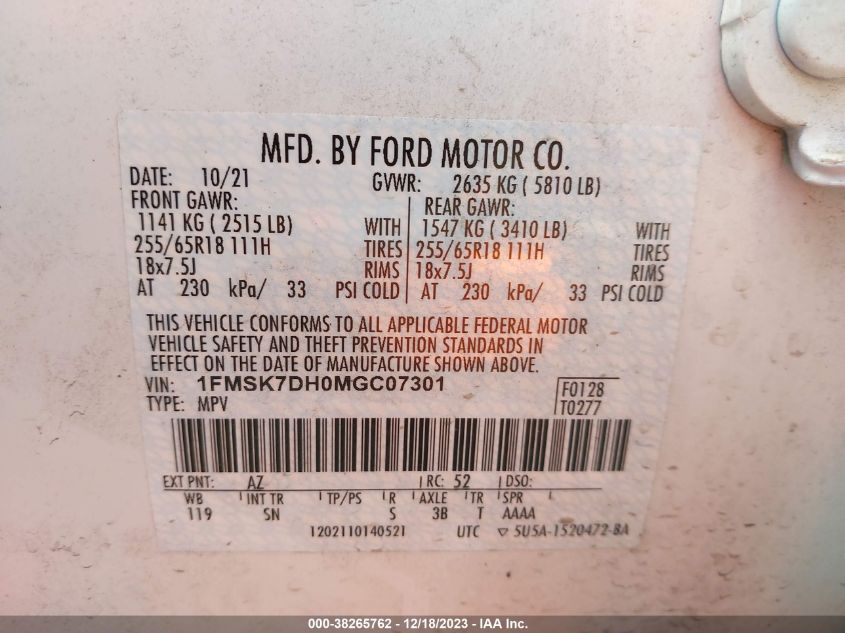 MFD. BY FORD MOTOR CO.
DATE: 10/21 GVWR: 2635 KG ( 5810 LB)
FRONT GAWR: REAR GAWR:
1141 KG ( 2515 LB) WITH 1547 KG ( 3410 LB) WITH
255/65R18 111H TIRES 255/65R18 111H TIRES
18x7.5J RIMS 18x7.5J RIMS
AT 230 kPa/ 33 PSI COLD AT 230 kPa/ 33 PSI COLD
THIS VEHICLE CONFORMS TO ALL APPLICABLE FEDERAL MOTOR
VEHICLE SAFETY AND THEFT PREVENTION STANDARDS IN
EFFECT ON THE DATE OF MANUFACTURE SHOWN ABOVE.
VIN: 1FMSK7DH0MGC07301 F0128
TYPE: MPV T0277
EXT PNT: AZ RC: 52 DSO:
WB INT TR TP/PS R AXLE TR SPR
119 SN S 3B T AAAA
1202110140521 UTC ▽ 5U5A-1520472-BA
000-38265762 - 12/18/2023 - IAA Inc.